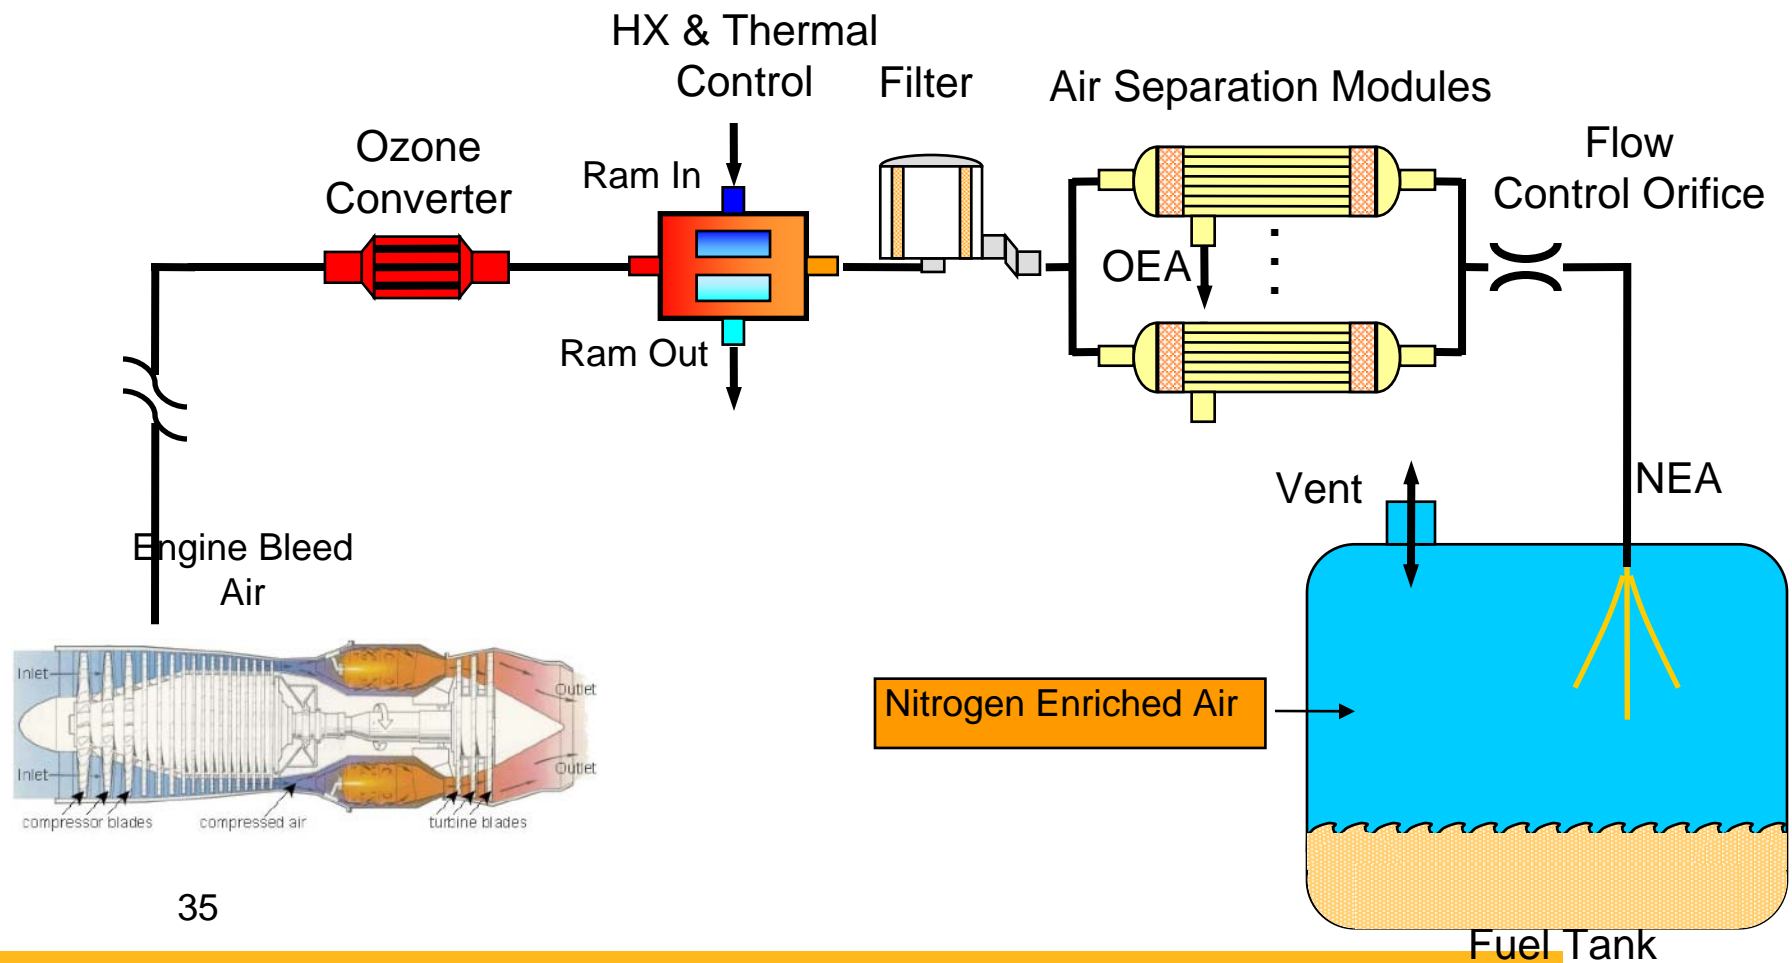 HX & Thermal
Control
Filter
Air Separation Modules
Ozone
Converter
Ram In
Flow
Control Orifice
OEA
Ram Out
Vent
NEA
Engine Bleed
Air
Inlet
Outlet
Nitrogen Enriched Air
Inlet
Outlet
compressor blades
compressed air
turbine blades
35
Fuel Tank